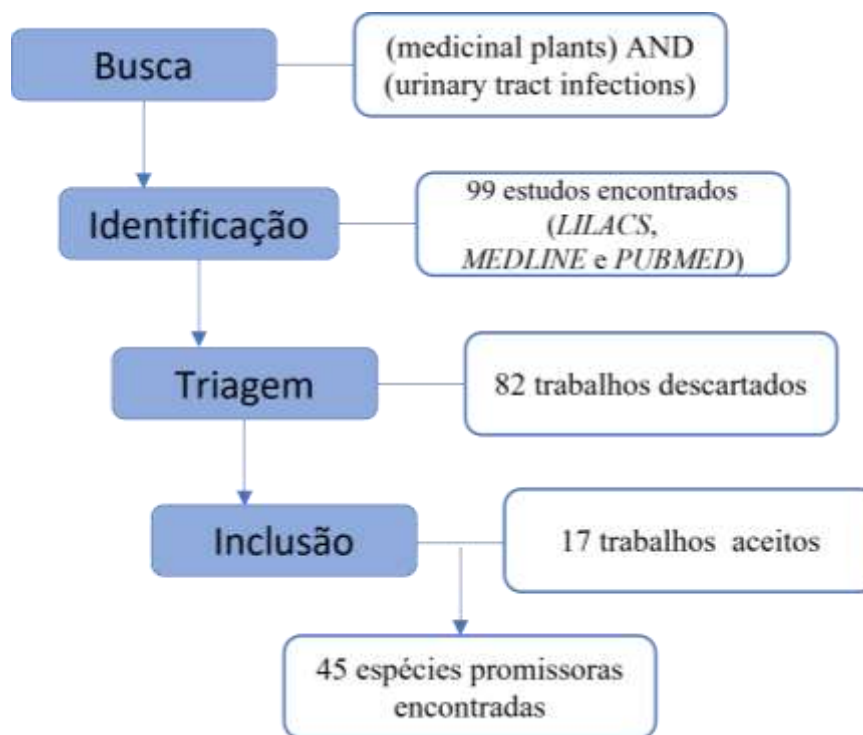 Busca
(medicinal plants) AND
(urinary tract infections)
Identificação
99 estudos encontrados
(LILACS,
MEDLINE e PUBMED)
Triagem
82 trabalhos descartados
Inclusão
17 trabalhos aceitos
45 espécies promissoras
encontradas